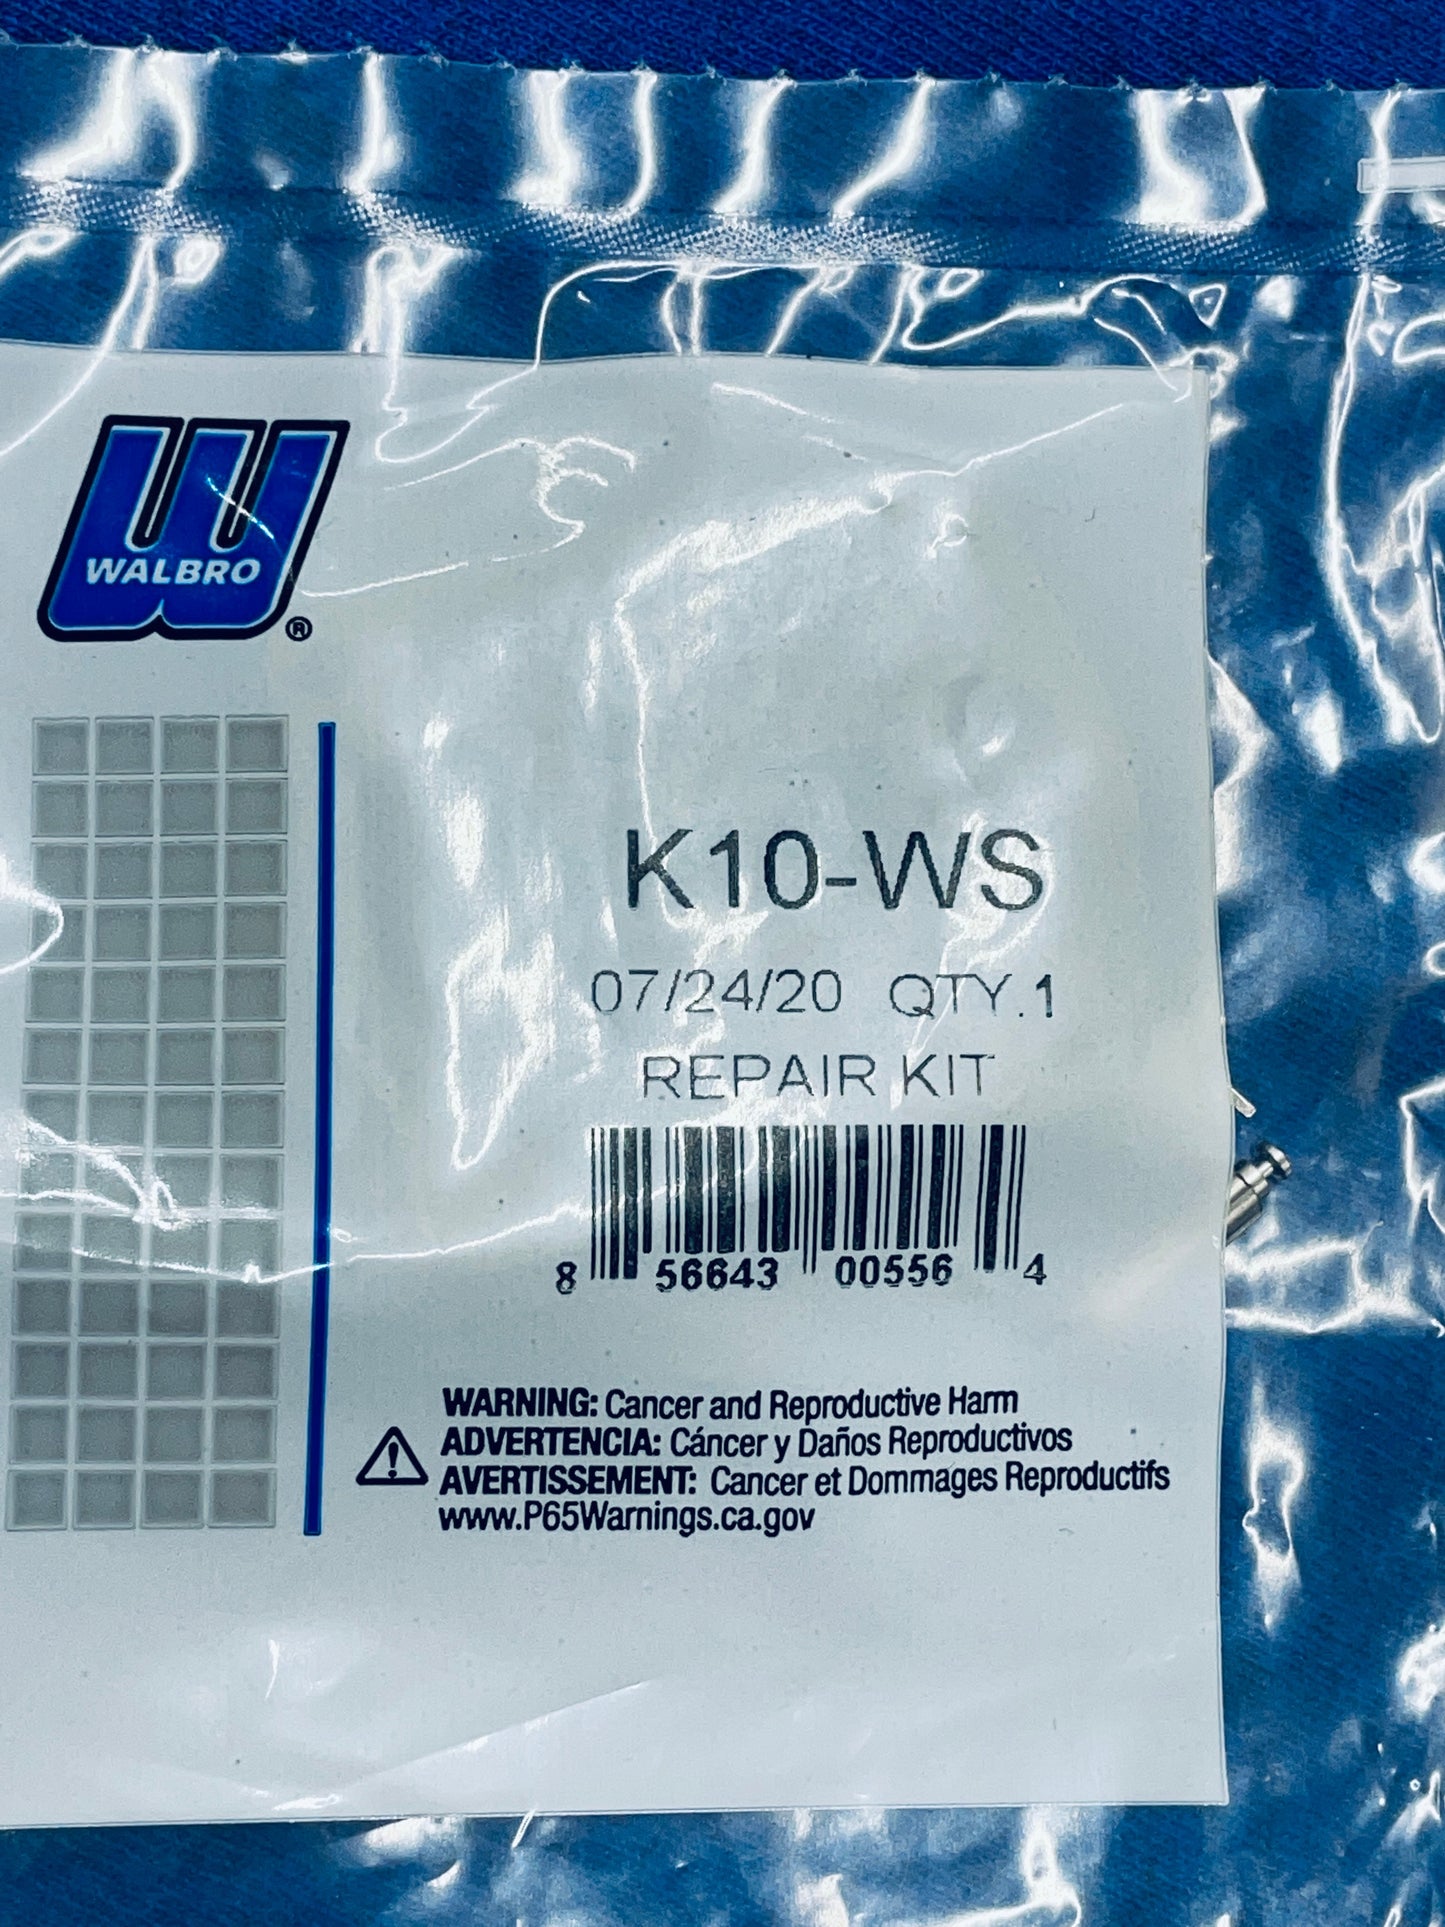 WALBRO
®
K10-WS
07/24/20 QTY.1
REPAIR KIT
8 56643 00556 4
WARNING: Cancer and Reproductive Harm
ADVERTENCIA: Cáncer y Daños Reproductivos
AVERTISSEMENT: Cancer et Dommages Reproductifs
www.P65Warnings.ca.gov